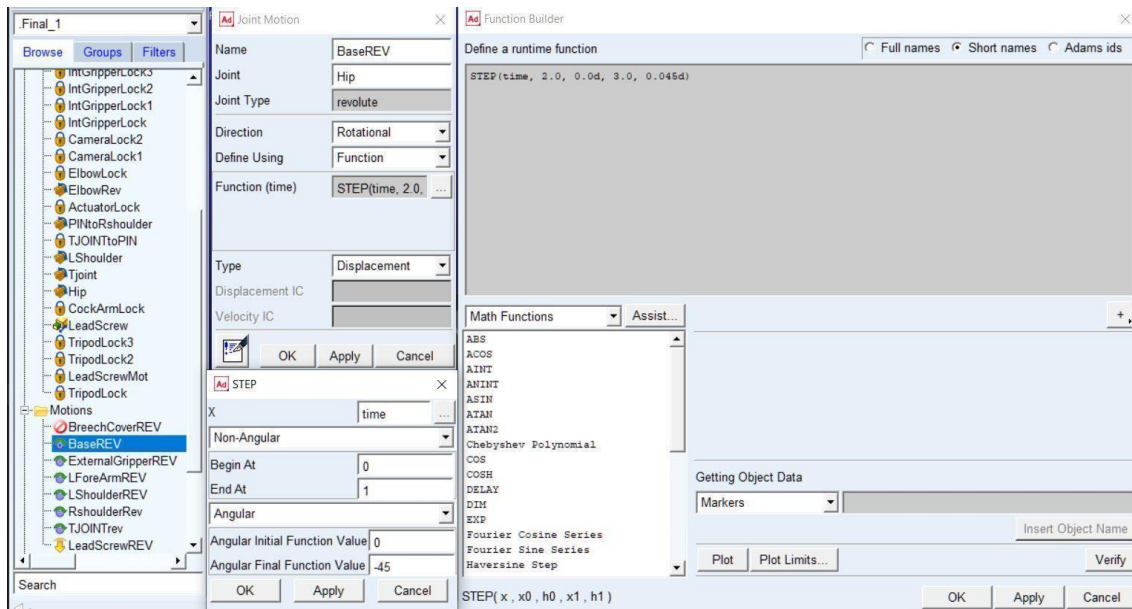 .Final_1
Browse Groups Filters
IntGripperLock3
IntGripperLock2
IntGripperLock1
IntGripperLock
CameraLock2
CameraLock1
ElbowLock
ElbowRev
ActuatorLock
PINtoRshoulder
TJOINTtoPIN
LShoulder
Tjoint
Hip
CockArmLock
LeadScrew
TripodLock3
TripodLock2
LeadScrewMot
TripodLock
Motions
BreechCoverREV
BaseREV
ExternalGripperREV
LForeArmREV
LShoulderREV
RshoulderRev
TJOINTrev
LeadScrewREV
Search
Ad Joint Motion
Name BaseREV
Joint Hip
Joint Type revolute
Direction Rotational
Define Using Function
Function (time) STEP(time, 2.0, ...
Type Displacement
Displacement IC
Velocity IC
OK Apply Cancel
Ad STEP
X time ...
Non-Angular
Begin At 0
End At 1
Angular
Angular Initial Function Value 0
Angular Final Function Value -45
OK Apply Cancel
Ad Function Builder
Define a runtime function
Full names Short names Adams ids
STEP(time, 2.0, 0.0d, 3.0, 0.045d)
Math Functions Assist...
+
ABS
ACOS
AINT
ANINT
ASIN
ATAN
ATAN2
Chebyshev Polynomial
COS
COSH
DELAY
DIM
EXP
Fourier Cosine Series
Fourier Sine Series
Haversine Step
Getting Object Data
Markers
Insert Object Name
Plot Plot Limits... Verify
STEP( x , x0 , h0 , x1 , h1 )
OK Apply Cancel